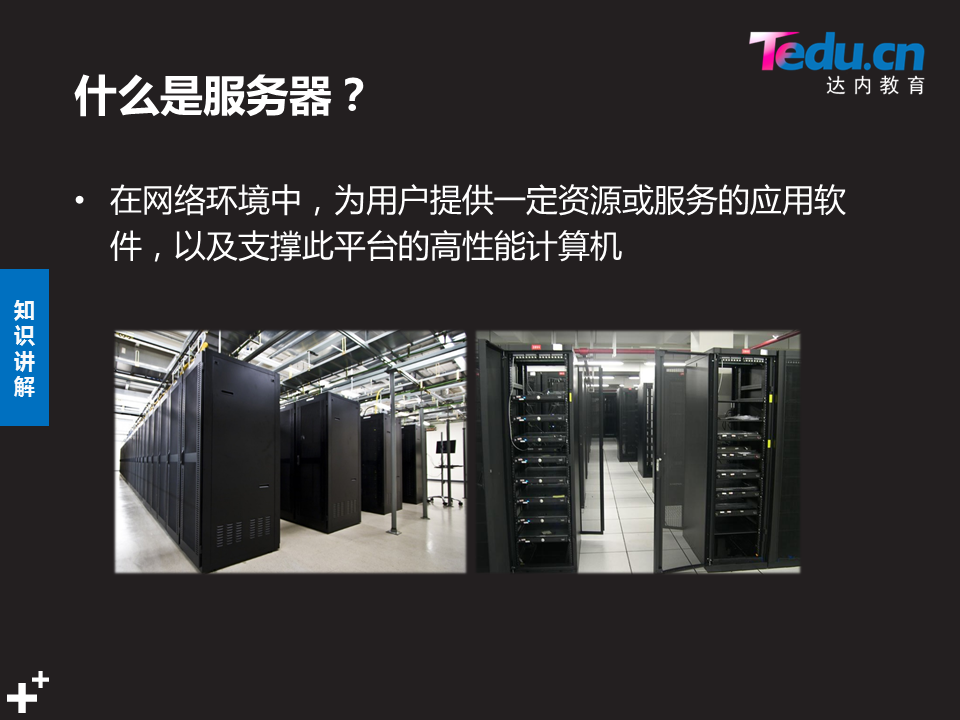 Tedu.cn
达内教育
什么是服务器？
• 在网络环境中，为用户提供一定资源或服务的应用软
件，以及支撑此平台的高性能计算机
知
识
讲
解